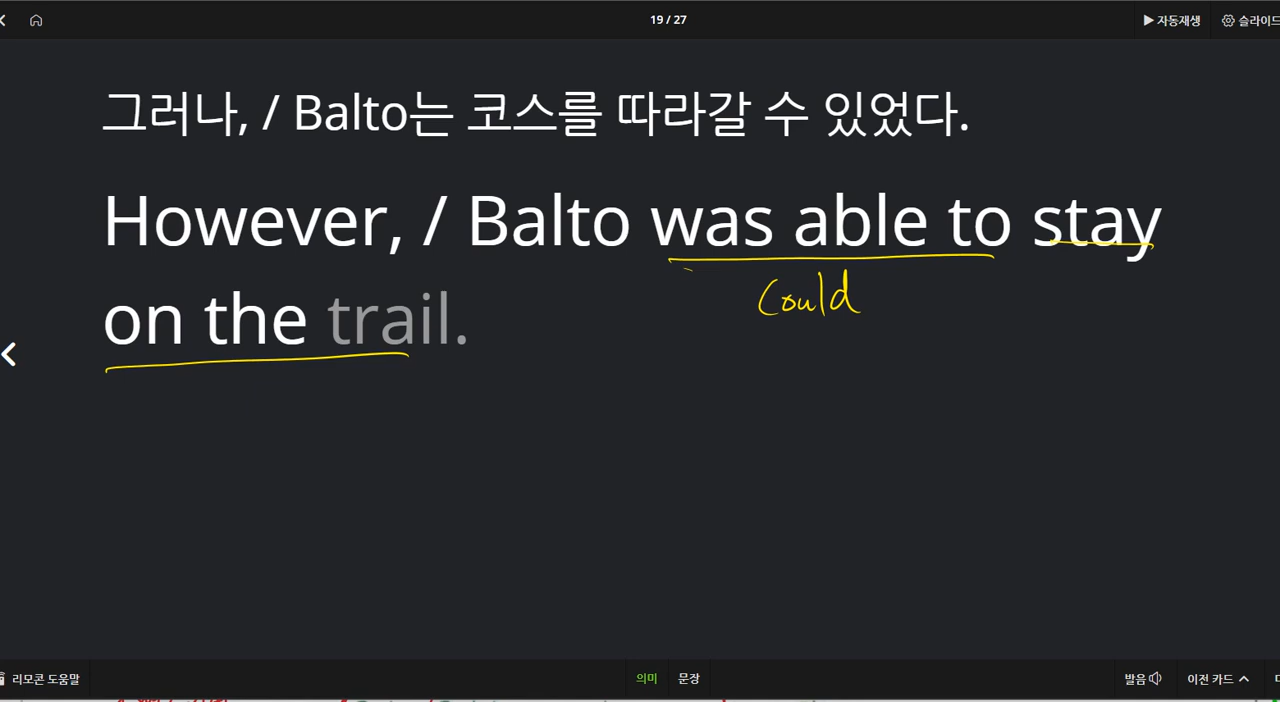 19 / 27
▶ 자동재생
슬라이드
그러나, / Balto는 코스를 따라갈 수 있었다.
However, / Balto was able to stay
could
on the trail.
리모콘 도움말
의미
문장
발음
이전 카드